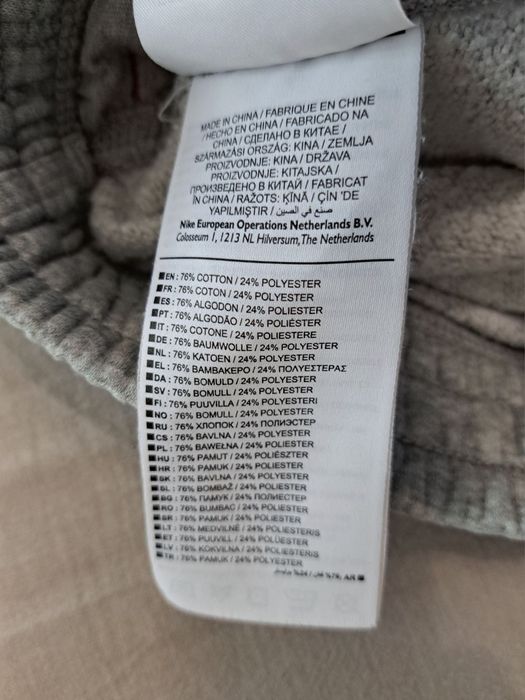 MADE IN CHINA / FABRIQUE EN CHINE
/ HECHO EN CHINA / FABRICADO NA
CHINA / СДЕЛАНО В КИТАЕ /
SZÁRMAZÁSI ORSZÁG: KINA / ZEMLJA
PROIZVODNJE: KINA / DRŽAVA
PROIZVODNJE: KITAJSKA /
ПРОИЗВЕДЕНО В КИТАЙ / FABRICAT
ÎN CHINA / RAŽOTS: ĶĪNĀ / ÇİN 'DE
YAPILMIŞTIR / صنع في الصين
Nike European Operations Netherlands B.V.
Colosseum 1, 1213 NL Hilversum, The Netherlands
EN : 76% COTTON / 24% POLYESTER
FR : 76% COTON / 24% POLYESTER
ES : 76% ALGODON / 24% POLIESTER
PT : 76% ALGODÃO / 24% POLIÉSTER
IT : 76% COTONE / 24% POLIESTERE
DE : 76% BAUMWOLLE / 24% POLYESTER
NL : 76% KATOEN / 24% POLYESTER
EL : 76% ΒΑΜΒΑΚΕΡΟ / 24% ΠΟΛΥΕΣΤΕΡΑΣ
DA : 76% BOMULD / 24% POLYESTER
SV : 76% BOMULL / 24% POLYESTER
FI : 76% PUUVILLA / 24% POLYESTERI
NO : 76% BOMULL / 24% POLYESTER
RU : 76% ХЛОПОК / 24% ПОЛИЭСТЕР
CS : 76% BAVLNA / 24% POLYESTER
PL : 76% BAWEŁNA / 24% POLIESTER
HU : 76% PAMUT / 24% POLIÉSZTER
HR : 76% PAMUK / 24% POLIESTER
SK : 76% BAVLNA / 24% POLYESTER
SL : 76% BOMBAŽ / 24% POLIESTER
BG : 76% ПАМУК / 24% ПОЛИЕСТЕР
RO : 76% BUMBAC / 24% POLIESTER
SR : 76% PAMUK / 24% POLIESTER
LT : 76% MEDVILNĖ / 24% POLIESTERIS
ET : 76% PUUVILL / 24% POLÜESTER
LV : 76% KOKVILNA / 24% POLIESTERIS
TR : 76% PAMUK / 24% POLYESTER